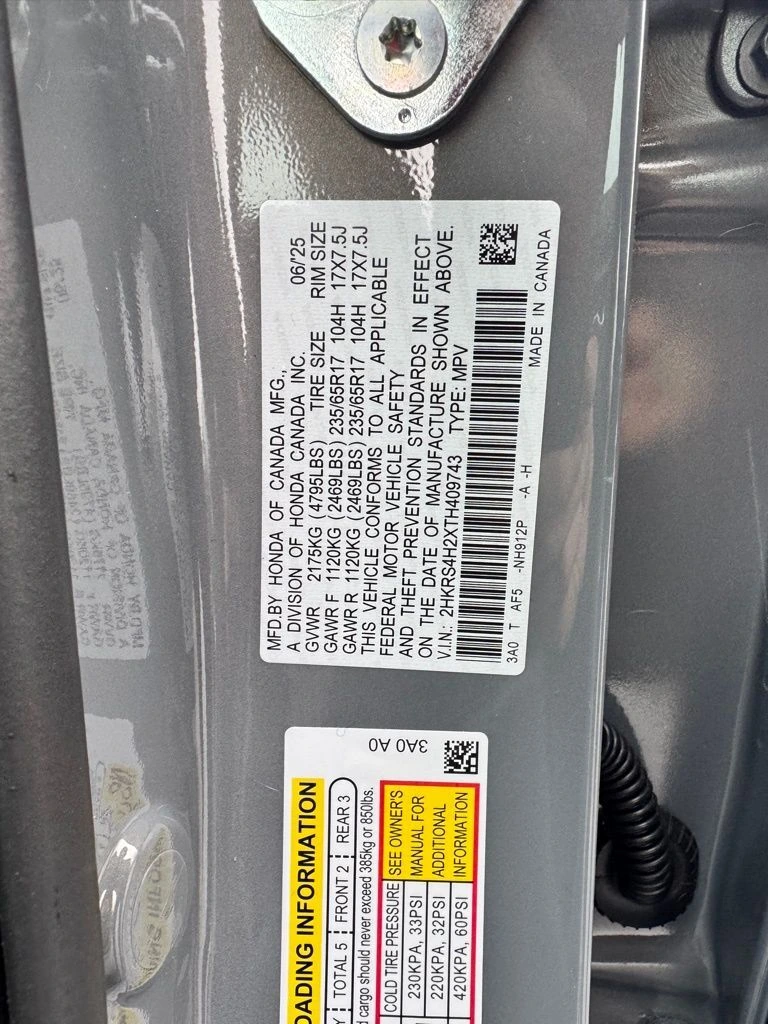 MFD.BY HONDA OF CANADA MFG.,
A DIVISION OF HONDA CANADA INC. 06/'25
GVWR 2175KG (4795LBS) TIRE SIZE RIM SIZE
GAWR F 1120KG (2469LBS) 235/65R17 104H 17X7.5J
GAWR R 1120KG (2469LBS) 235/65R17 104H 17X7.5J
THIS VEHICLE CONFORMS TO ALL APPLICABLE
FEDERAL MOTOR VEHICLE SAFETY
AND THEFT PREVENTION STANDARDS IN EFFECT
ON THE DATE OF MANUFACTURE SHOWN ABOVE.
V.I.N.: 2HKRS4H2XTH409743 TYPE: MPV
3A0 T AF5 -NH912P -A -H
MADE IN CANADA
3A0 A0
ADING INFORMATION
TOTAL 5 FRONT 2 REAR 3
d cargo should never exceed 385kg or 850lbs.
COLD TIRE PRESSURE SEE OWNER'S
230KPA, 33PSI MANUAL FOR
220KPA, 32PSI ADDITIONAL
420KPA, 60PSI INFORMATION